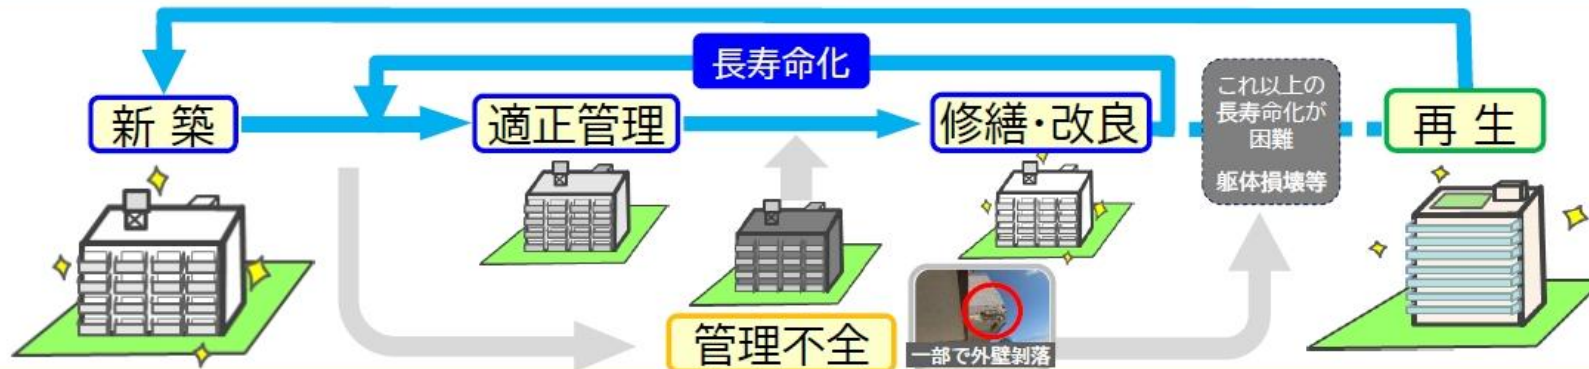 長寿命化
新築
適正管理
修繕・改良
これ以上の
長寿命化が
困難
躯体損壊等
再生
管理不全
一部で外壁剝落